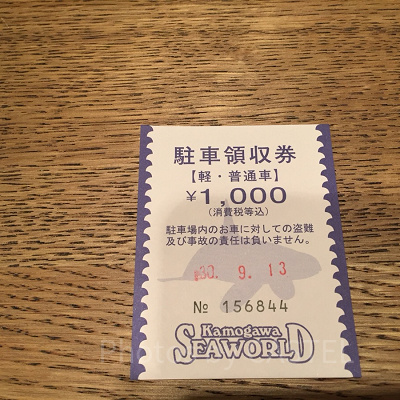 駐車領収券
【軽・普通車】
¥1,000
(消費税等込)
駐車場内のお車に対しての盗難
及び事故の責任は負いません。
30. 9. 13
№ 156844
Kamogawa
SEAWORLD